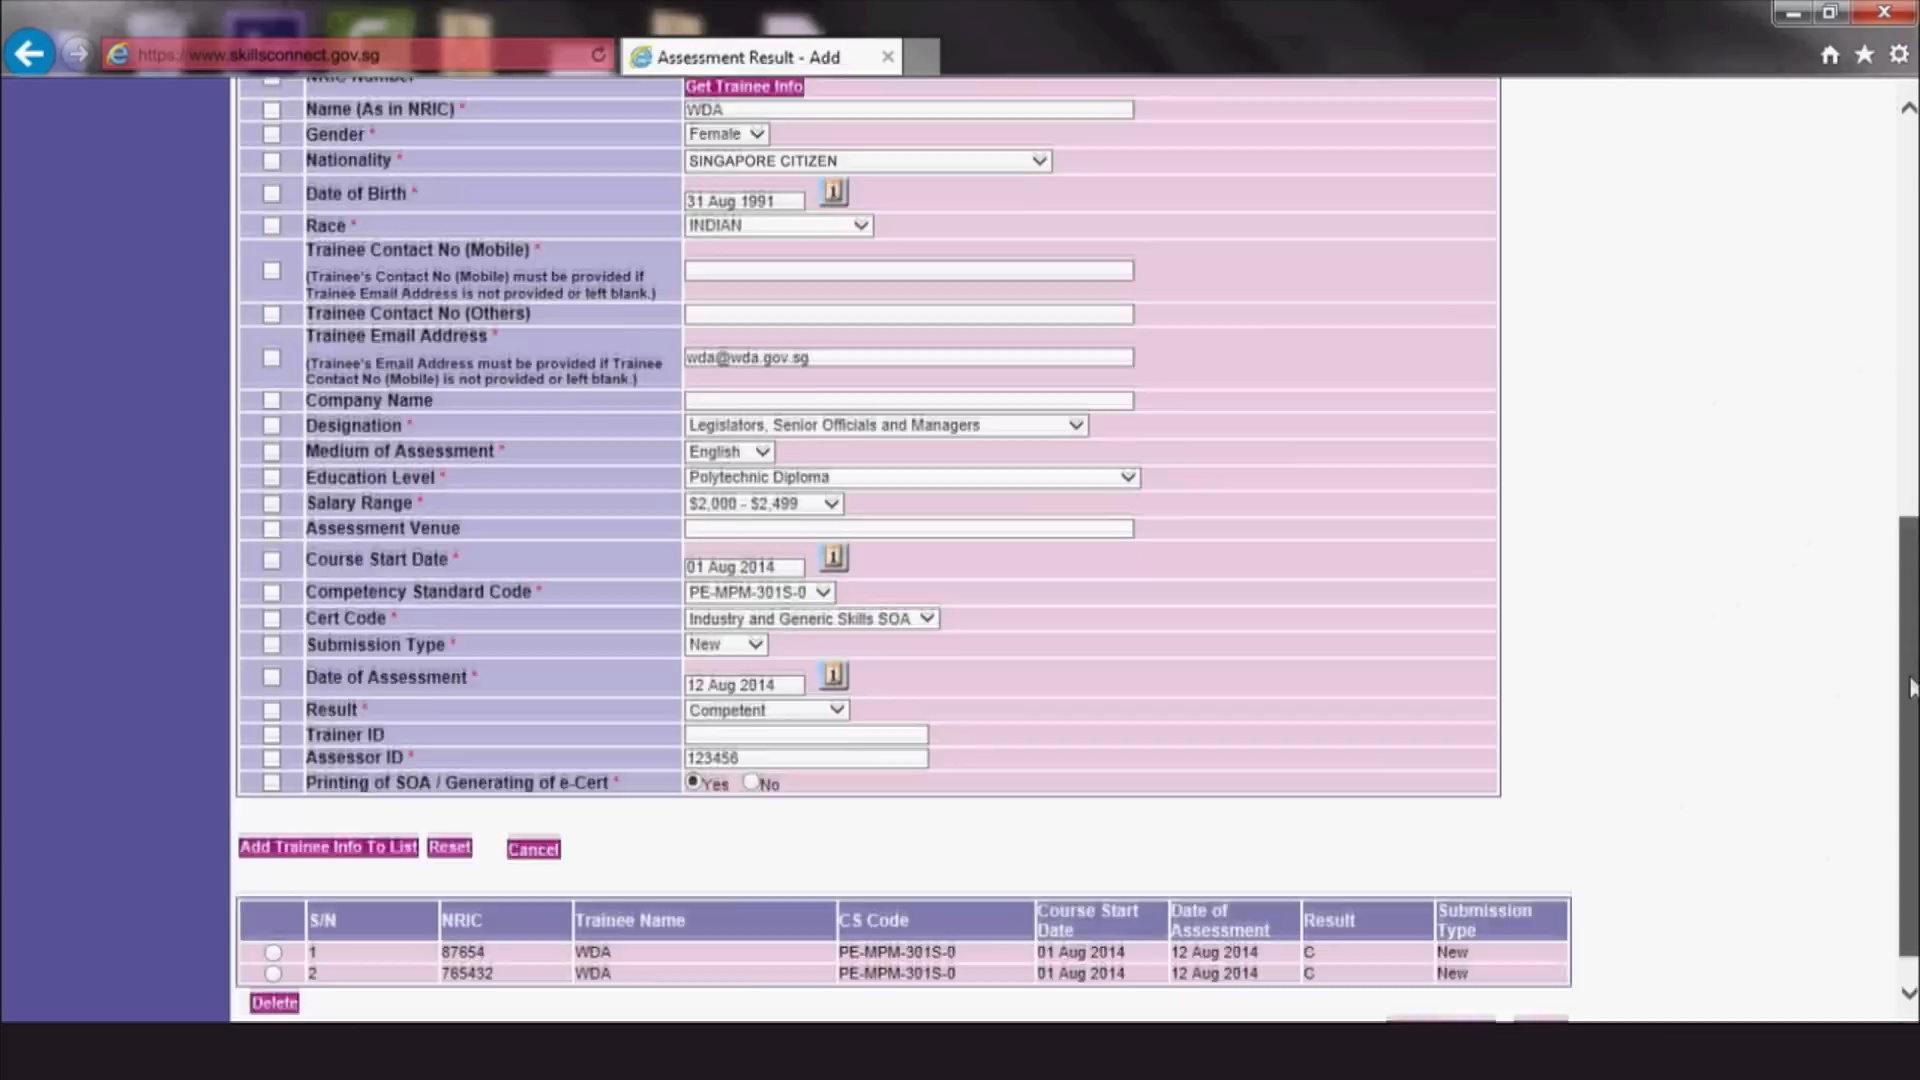 https://www.skillsconnect.gov.sg
Assessment Result - Add
NRIC Number
Get Trainee Info
Name (As in NRIC) * WDA
Gender * Female
Nationality * SINGAPORE CITIZEN
Date of Birth * 31 Aug 1991
Race * INDIAN
Trainee Contact No (Mobile) *
(Trainee's Contact No (Mobile) must be provided if
Trainee Email Address is not provided or left blank.)
Trainee Contact No (Others)
Trainee Email Address *
wda@wda.gov.sg
(Trainee's Email Address must be provided if Trainee
Contact No (Mobile) is not provided or left blank.)
Company Name
Designation * Legislators, Senior Officials and Managers
Medium of Assessment * English
Education Level * Polytechnic Diploma
Salary Range * $2,000 - $2,499
Assessment Venue
Course Start Date * 01 Aug 2014
Competency Standard Code * PE-MPM-301S-0
Cert Code * Industry and Generic Skills SOA
Submission Type * New
Date of Assessment * 12 Aug 2014
Result * Competent
Trainer ID
Assessor ID * 123456
Printing of SOA / Generating of e-Cert * Yes No
Add Trainee Info To List Reset Cancel
S/N NRIC Trainee Name CS Code Course Start Date Date of Assessment Result Submission Type
1 87654 WDA PE-MPM-301S-0 01 Aug 2014 12 Aug 2014 C New
2 765432 WDA PE-MPM-301S-0 01 Aug 2014 12 Aug 2014 C New
Delete